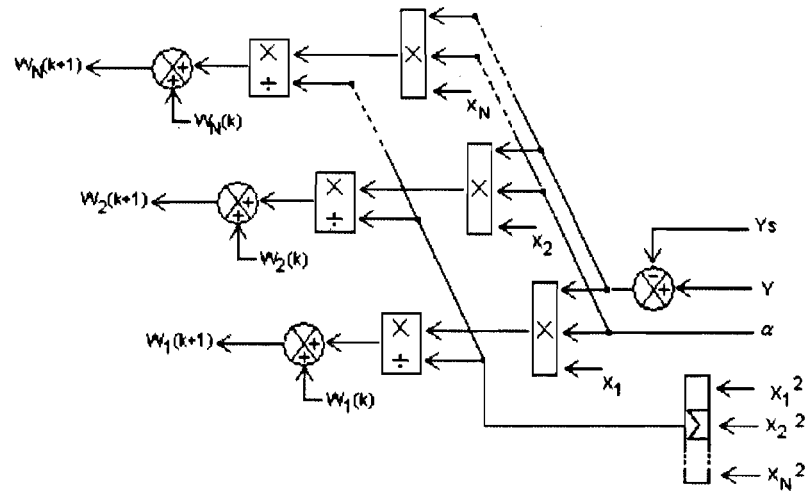 W_N(k+1) + + × ÷ ×
W_N(k) X_N
W_2(k+1) + + × ÷ ×
W_2(k) X_2
Ys
- +
Y
W_1(k+1) + + × ÷ × α
W_1(k) X_1
Σ
X_1^2
X_2^2
X_N^2